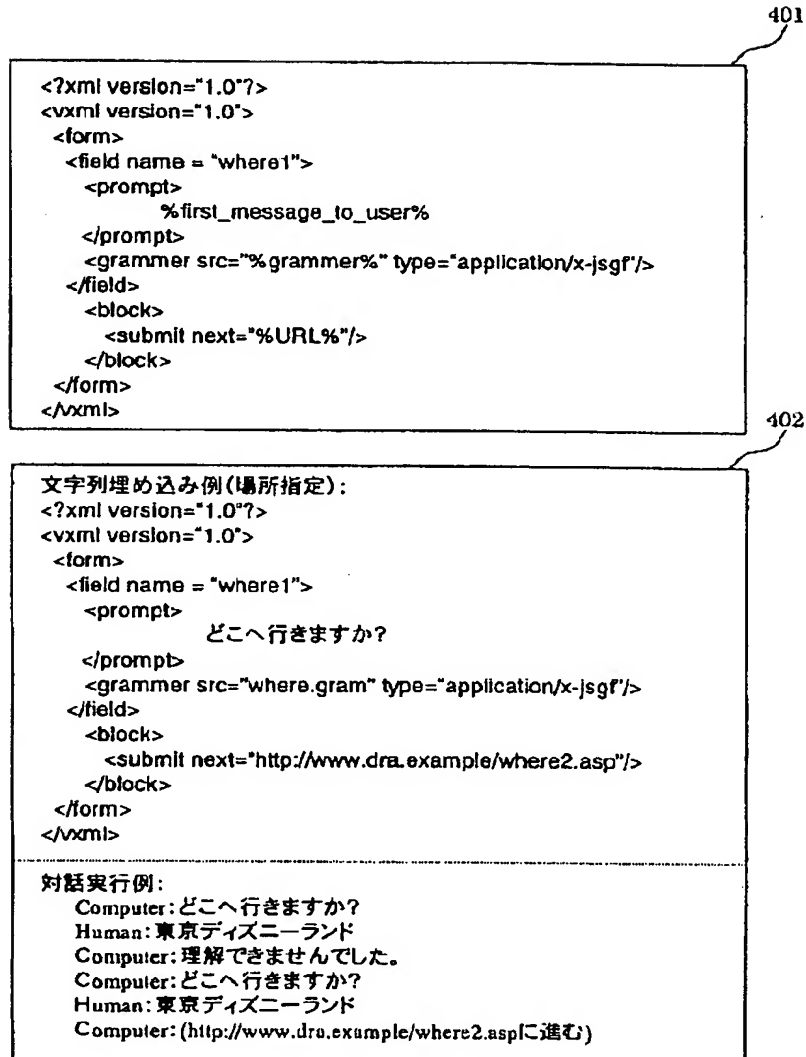 401
<?xml version="1.0"?>
<vxml version="1.0">
<form>
<field name = "where1">
<prompt>
%first_message_to_user%
</prompt>
<grammer src="%grammer%" type="application/x-jsgf"/>
</field>
<block>
<submit next="%URL%"/>
</block>
</form>
</vxml>
402
文字列埋め込み例(場所指定):
<?xml version="1.0"?>
<vxml version="1.0">
<form>
<field name = "where1">
<prompt>
どこへ行きますか?
</prompt>
<grammer src="where.gram" type="application/x-jsgf"/>
</field>
<block>
<submit next="http://www.dra.example/where2.asp"/>
</block>
</form>
</vxml>
対話実行例:
Computer:どこへ行きますか?
Human:東京ディズニーランド
Computer:理解できませんでした。
Computer:どこへ行きますか?
Human:東京ディズニーランド
Computer:(http://www.dra.example/where2.aspに進む)